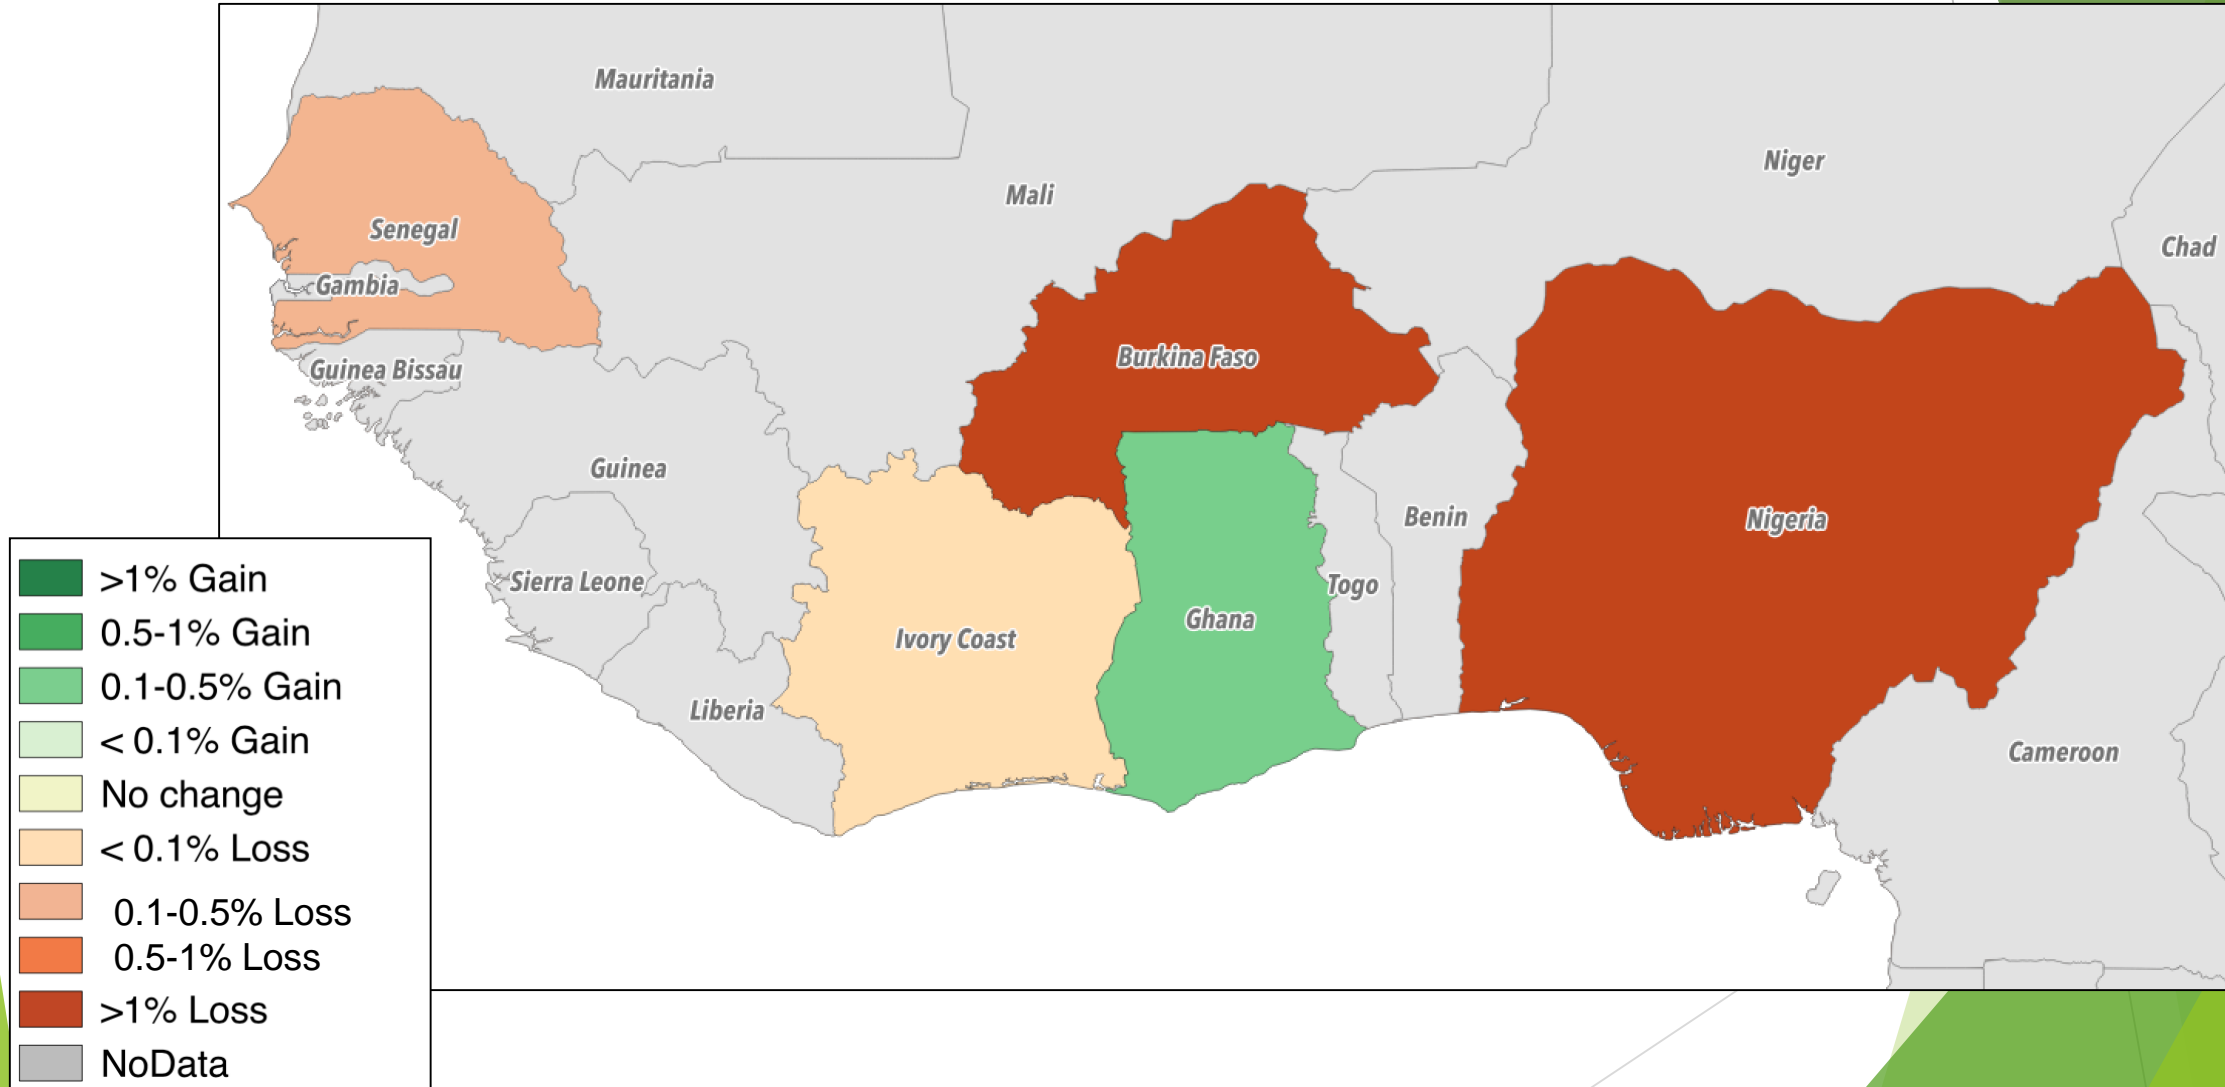 Mauritania
Niger
Mali
Senegal
Chad
Gambia
Burkina Faso
Guinea Bissau
Guinea
Benin
Nigeria
Sierra Leone
Togo
Ghana
Ivory Coast
Liberia
Cameroon
>1% Gain
0.5-1% Gain
0.1-0.5% Gain
< 0.1% Gain
No change
< 0.1% Loss
0.1-0.5% Loss
0.5-1% Loss
>1% Loss
NoData